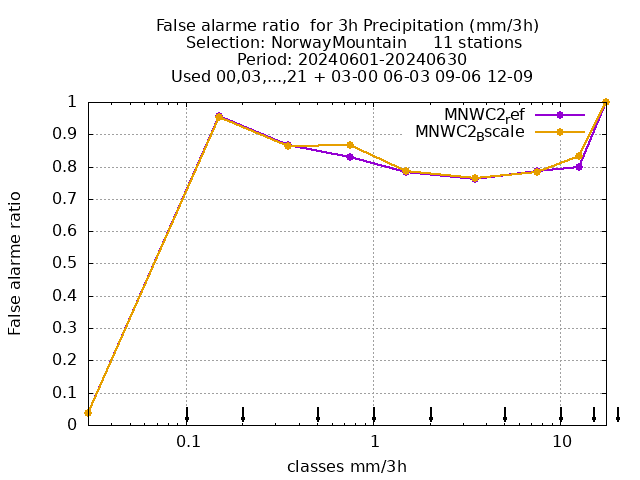 False alarme ratio  for 3h Precipitation (mm/3h)
Selection: NorwayMountain     11 stations
Period: 20240601-20240630
Used 00,03,...,21 + 03-00 06-03 09-06 12-09
MNWC2ref
MNWC2Bscale
1
0.9
0.8
0.7
0.6
0.5
0.4
0.3
0.2
0.1
0
False alarme ratio
0.1 1 10
classes mm/3h